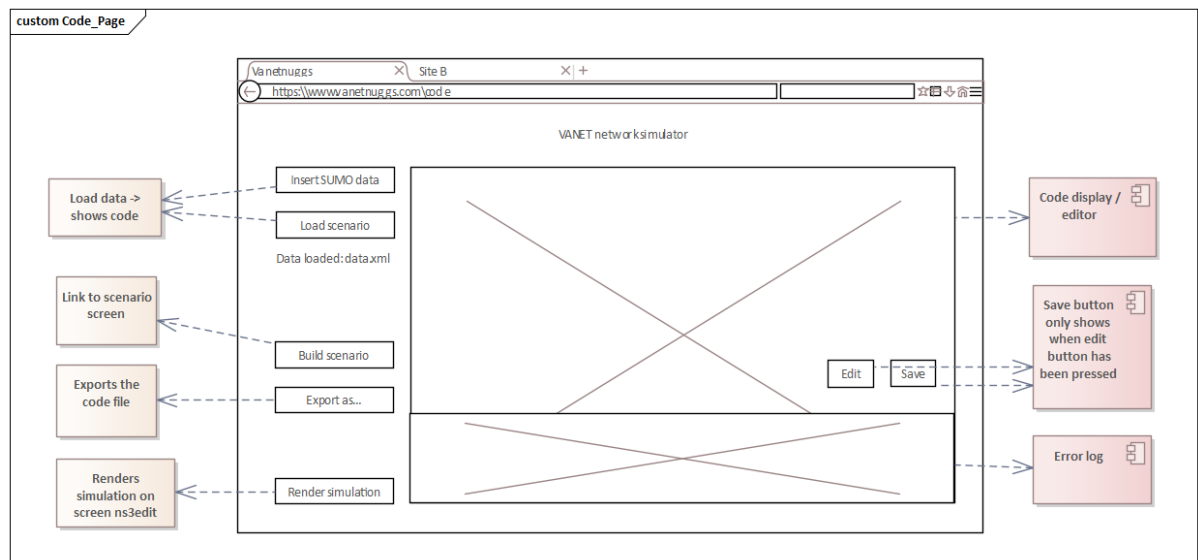 custom Code_Page
Vanetnuggs
Site B
https:\\www.vanetnuggs.com\code
VANET network simulator
Insert SUMO data
Load scenario
Data loaded: data.xml
Build scenario
Export as...
Render simulation
Edit
Save
Load data ->
shows code
Link to scenario
screen
Exports the
code file
Renders
simulation on
screen ns3edit
Code display /
editor
Save button
only shows
when edit
button has
been pressed
Error log